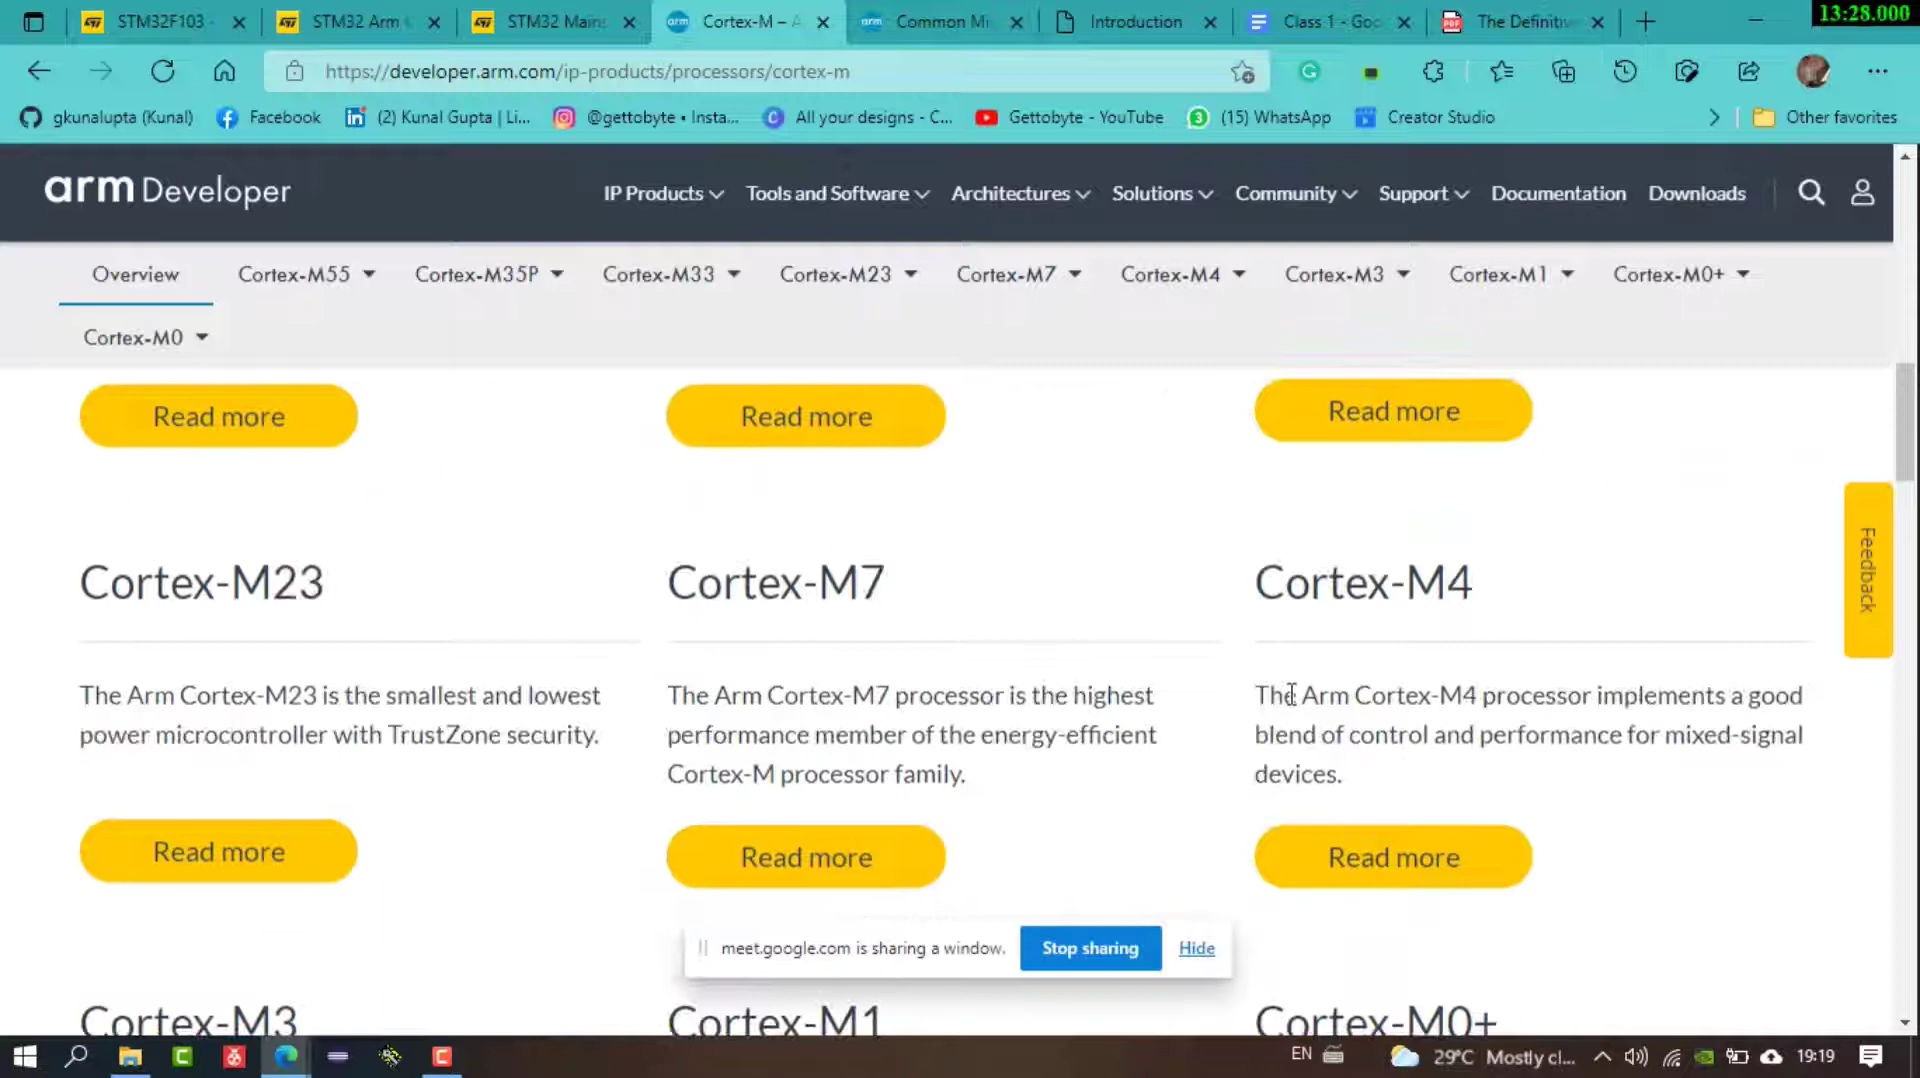 STM32F103 -
STM32 Arm
STM32 Main
Cortex-M – A
Common Mi
Introduction
Class 1 - Goo
The Definitiv
13:28.000
https://developer.arm.com/ip-products/processors/cortex-m
gkunalupta (Kunal)
Facebook
(2) Kunal Gupta | Li...
@gettobyte • Insta...
All your designs - C...
Gettobyte - YouTube
(15) WhatsApp
Creator Studio
Other favorites
arm Developer
IP Products
Tools and Software
Architectures
Solutions
Community
Support
Documentation
Downloads
Overview
Cortex-M55
Cortex-M35P
Cortex-M33
Cortex-M23
Cortex-M7
Cortex-M4
Cortex-M3
Cortex-M1
Cortex-M0+
Cortex-M0
Read more
Read more
Read more
Feedback
Cortex-M23
The Arm Cortex-M23 is the smallest and lowest
power microcontroller with TrustZone security.
Read more
Cortex-M7
The Arm Cortex-M7 processor is the highest
performance member of the energy-efficient
Cortex-M processor family.
Read more
Cortex-M4
The Arm Cortex-M4 processor implements a good
blend of control and performance for mixed-signal
devices.
Read more
meet.google.com is sharing a window.
Stop sharing
Hide
Cortex-M3
Cortex-M1
Cortex-M0+
EN
29°C Mostly cl...
19:19